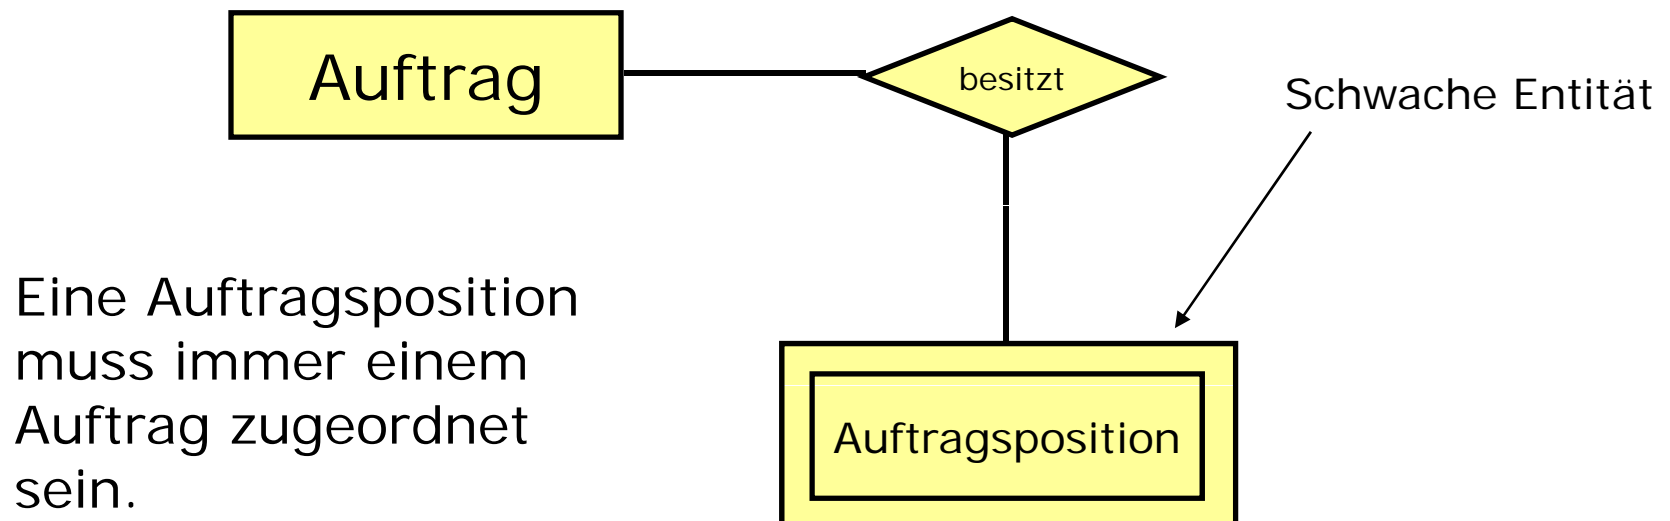 Auftrag
besitzt
Schwache Entität
Eine Auftragsposition
muss immer einem
Auftrag zugeordnet
sein.
Auftragsposition